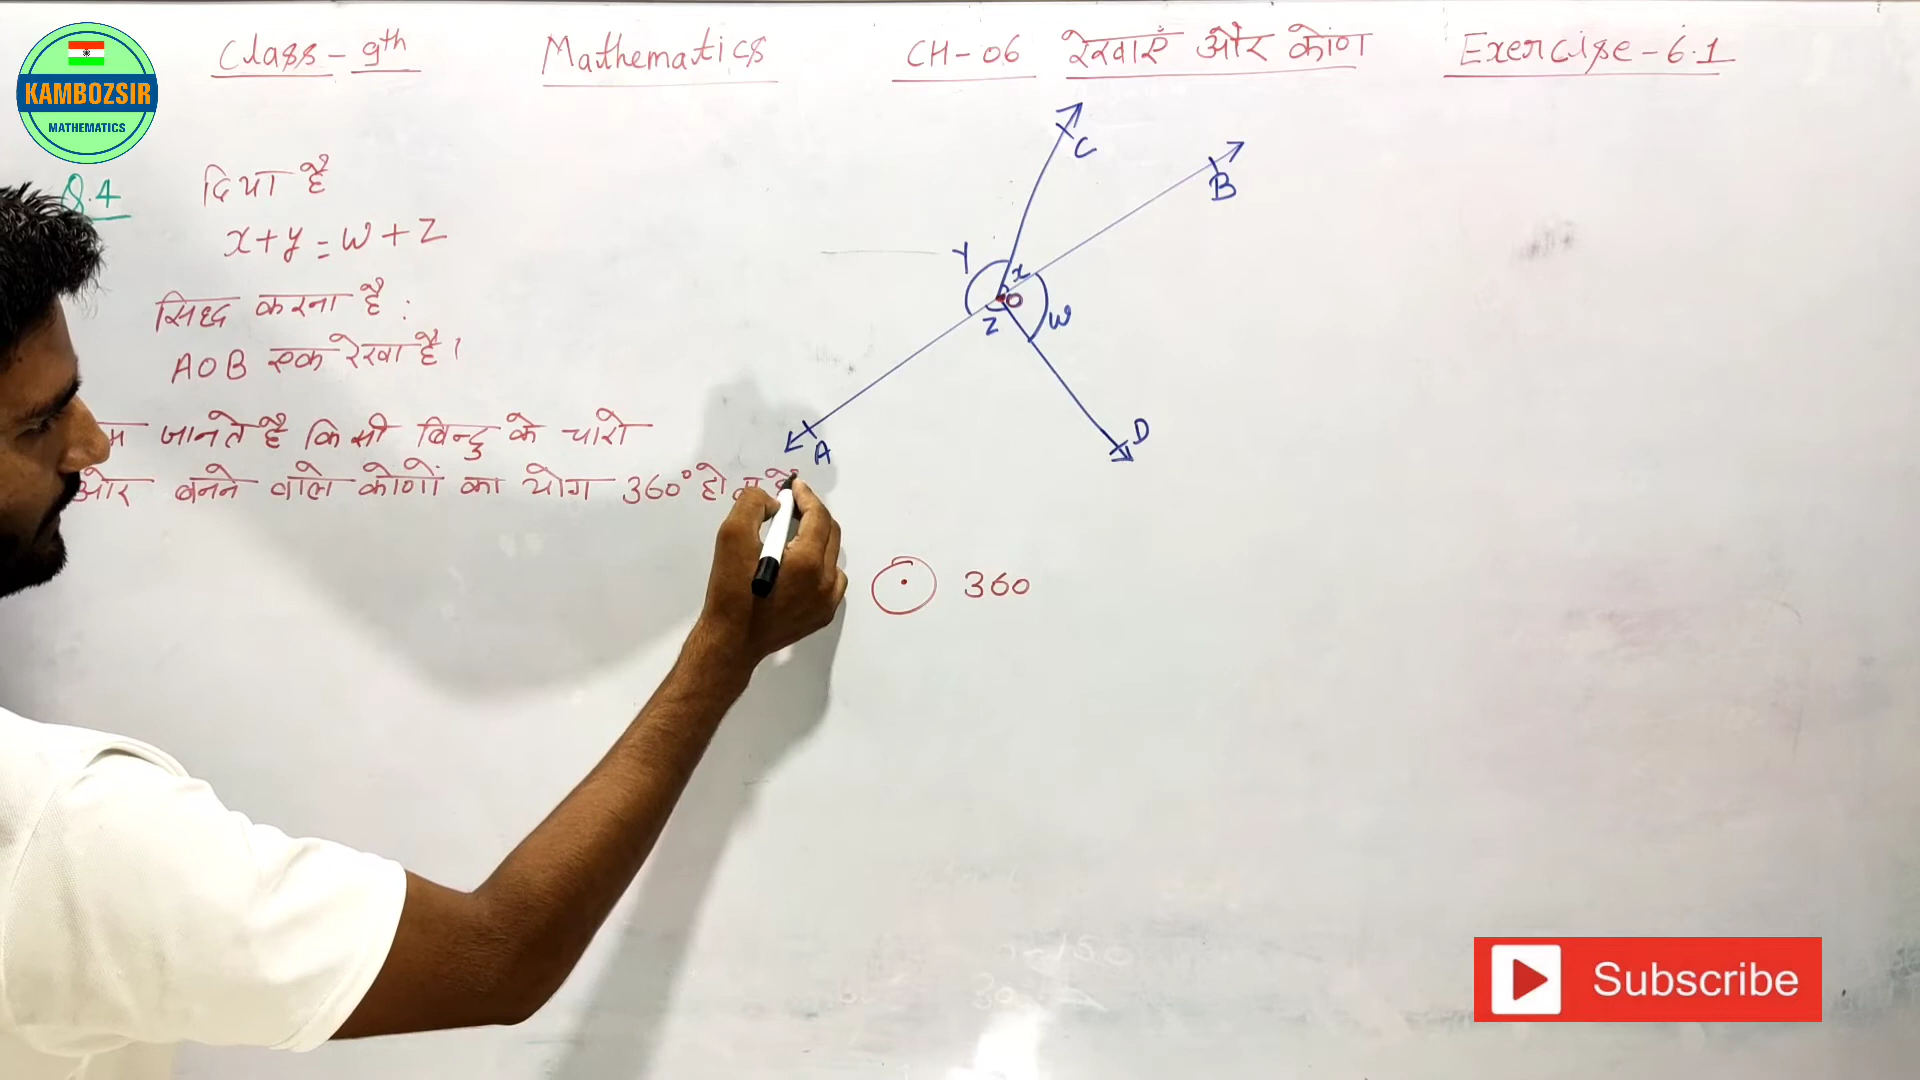 Class - 9th Mathematics CH-06 रेखाएँ और कोण Exercise - 6.1
KAMBOZSIR
MATHEMATICS
Q.4 दिया है
x + y = w + z
सिद्ध करना है :
AOB एक रेखा है।
जानते है किसी बिन्दु के चारो
ओर बनने वाले कोणों का योग 360° हो
C
B
Y
x
O
Z
W
A
D
360
Subscribe